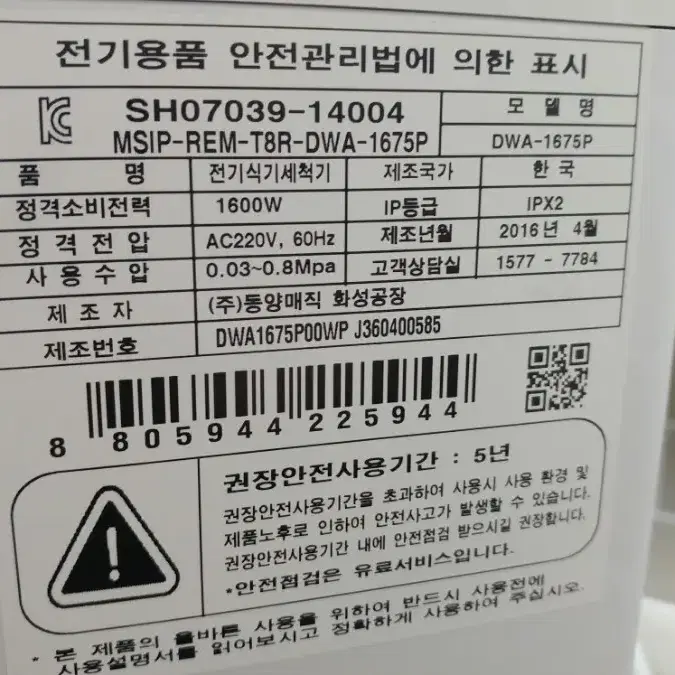 전기용품 안전관리법에 의한 표시
SH07039-14004
MSIP-REM-T8R-DWA-1675P
모 델 명
DWA-1675P
품 명 전기식기세척기 제조국가 한 국
정격소비전력 1600W IP등급 IPX2
정 격 전 압 AC220V, 60Hz 제조년월 2016년 4월
사 용 수 압 0.03~0.8Mpa 고객상담실 1577 - 7784
제 조 자 (주)동양매직 화성공장
제조번호 DWA1675P00WP J360400585
8 805944 225944
권장안전사용기간 : 5년
권장안전사용기간을 초과하여 사용시 사용 환경 및
제품노후로 인하여 안전사고가 발생할 수 있습니다.
권장안전사용기간 내에 안전점검 받으시길 권장합니다.
*안전점검은 유료서비스입니다.
* 본 제품의 올바른 사용을 위하여 반드시 사용전에
사용설명서를 읽어보시고 정확하게 사용하여 주십시오.